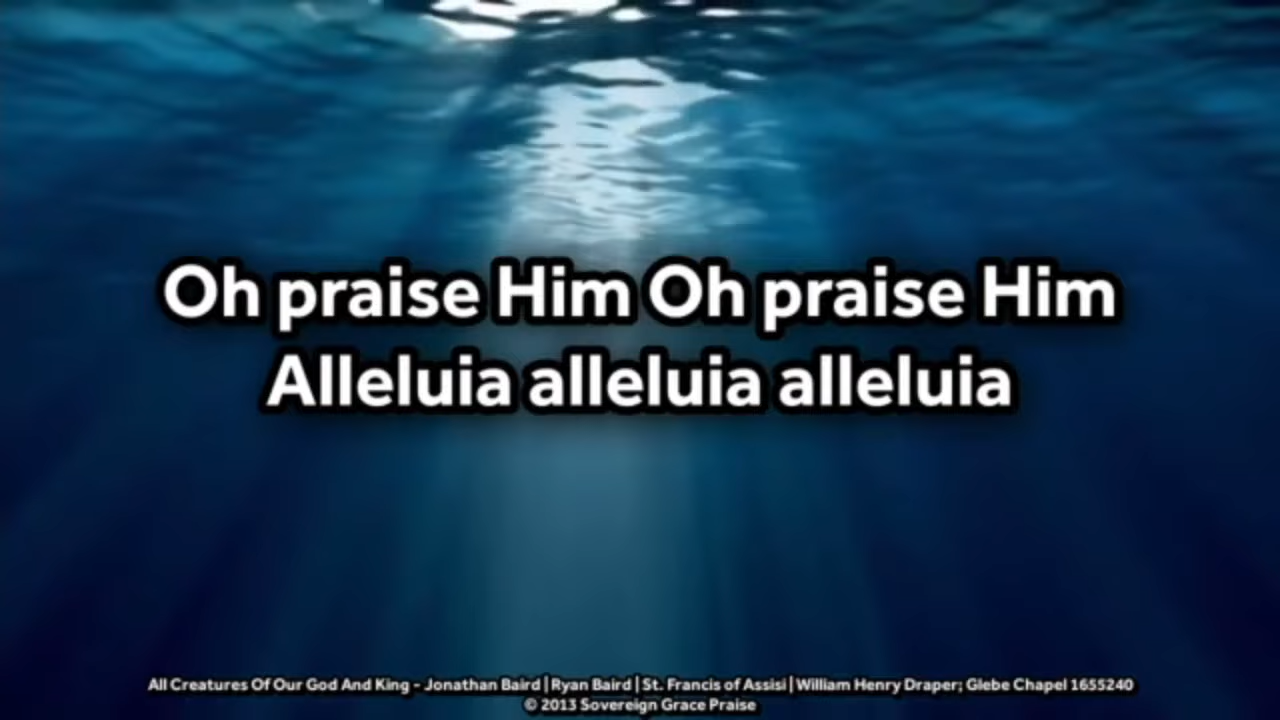 Oh praise Him Oh praise Him
Alleluia alleluia alleluia
All Creatures Of Our God And King - Jonathan Baird | Ryan Baird | St. Francis of Assisi | William Henry Draper; Glebe Chapel 1655240
© 2013 Sovereign Grace Praise